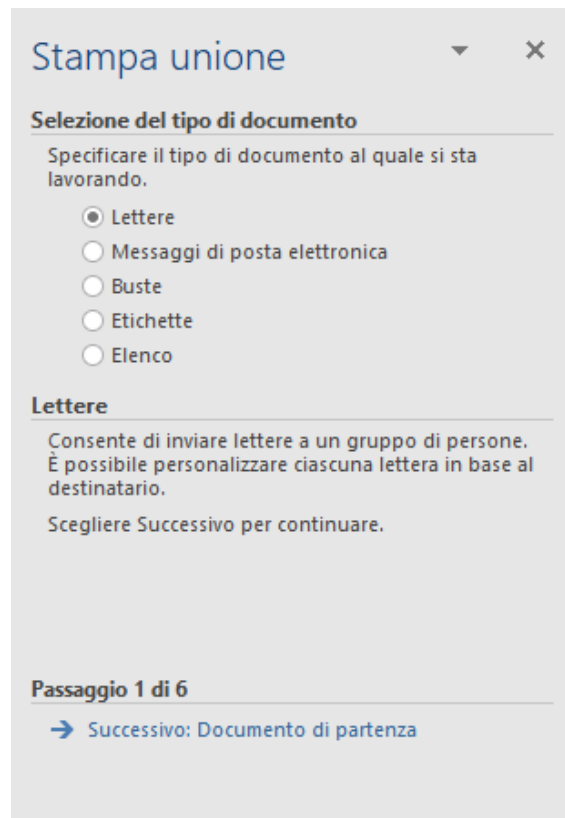 Stampa unione
Selezione del tipo di documento
Specificare il tipo di documento al quale si sta
lavorando.
Lettere
Messaggi di posta elettronica
Buste
Etichette
Elenco
Lettere
Consente di inviare lettere a un gruppo di persone.
È possibile personalizzare ciascuna lettera in base al
destinatario.
Scegliere Successivo per continuare.
Passaggio 1 di 6
Successivo: Documento di partenza